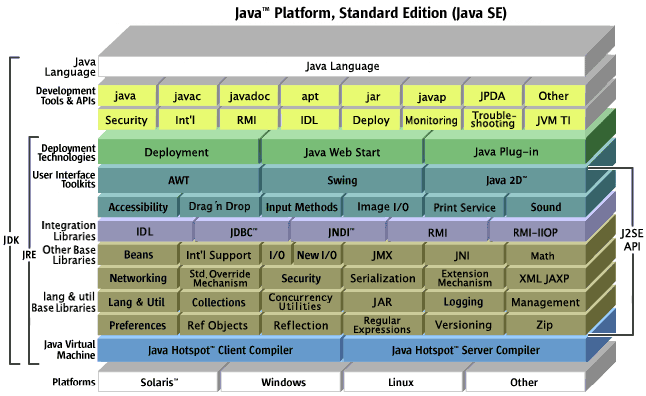 Java™ Platform, Standard Edition (Java SE)
Java Language
Java Language
Development Tools & APIs
java javac javadoc apt jar javap JPDA Other
Security Int'l RMI IDL Deploy Monitoring Trouble-shooting JVM TI
Deployment Technologies
Deployment Java Web Start Java Plug-in
User Interface Toolkits
AWT Swing Java 2D™
Accessibility Drag 'n Drop Input Methods Image I/O Print Service Sound
Integration Libraries
IDL JDBC™ JNDI™ RMI RMI-IIOP
Other Base Libraries
Beans Int'l Support I/O New I/O JMX JNI Math
Networking Std. Override Mechanism Security Serialization Extension Mechanism XML JAXP
lang & util Base Libraries
Lang & Util Collections Concurrency Utilities JAR Logging Management
Preferences Ref Objects Reflection Regular Expressions Versioning Zip
Java Virtual Machine
Java Hotspot™ Client Compiler Java Hotspot™ Server Compiler
Platforms
Solaris™ Windows Linux Other
JDK
JRE
J2SE API